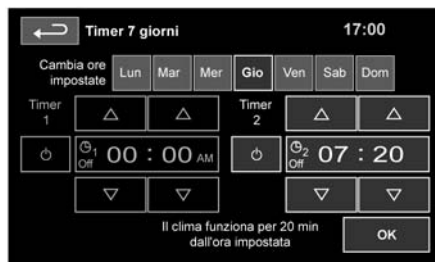 Timer 7 giorni 17:00
Cambia ore
impostate
Lun Mar Mer Gio Ven Sab Dom
Timer
1
Timer
2
1
Off
00 : 00 AM
2
Off
07 : 20
Il clima funziona per 20 min
dall'ora impostata
OK